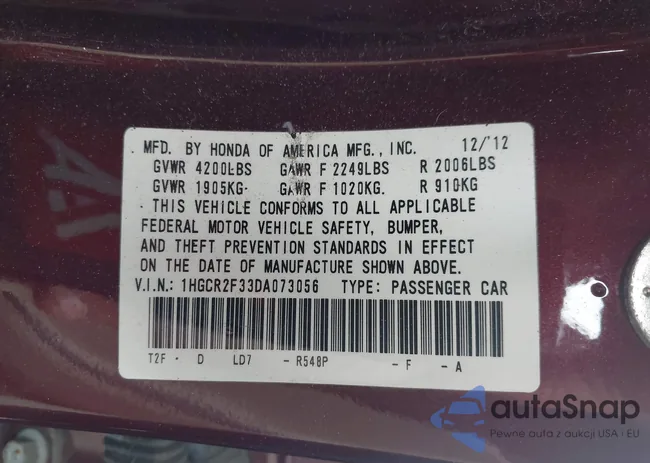 MFD. BY HONDA OF AMERICA MFG., INC. 12/'12
GVWR 4200LBS GAWR F 2249LBS R 2006LBS
GVWR 1905KG GAWR F 1020KG R 910KG
THIS VEHICLE CONFORMS TO ALL APPLICABLE
FEDERAL MOTOR VEHICLE SAFETY, BUMPER,
AND THEFT PREVENTION STANDARDS IN EFFECT
ON THE DATE OF MANUFACTURE SHOWN ABOVE.
V.I.N.: 1HGCR2F33DA073056 TYPE: PASSENGER CAR
T2F - D LD7 - R548P - F - A
autaSnap
Pewne auta z aukcji USA i EU